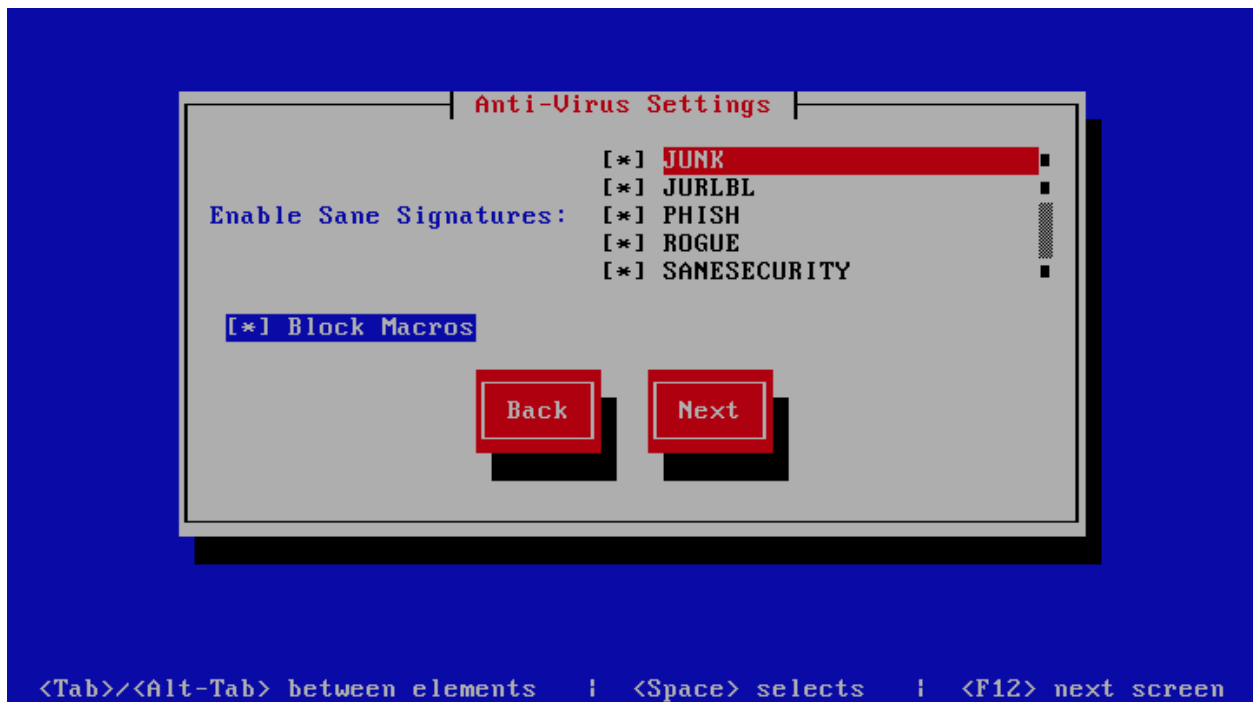 Anti-Virus Settings
[*] JUNK
[*] JURLBL
Enable Sane Signatures: [*] PHISH
[*] ROGUE
[*] SANESECURITY
[*] Block Macros
Back Next
<Tab>/<Alt-Tab> between elements | <Space> selects | <F12> next screen